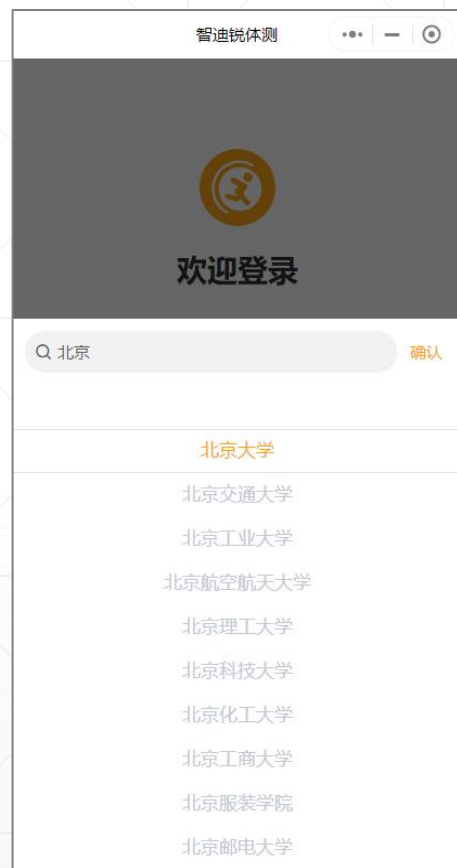 智迪锐体测
欢迎登录
北京
确认
北京大学
北京交通大学
北京工业大学
北京航空航天大学
北京理工大学
北京科技大学
北京化工大学
北京工商大学
北京服装学院
北京邮电大学